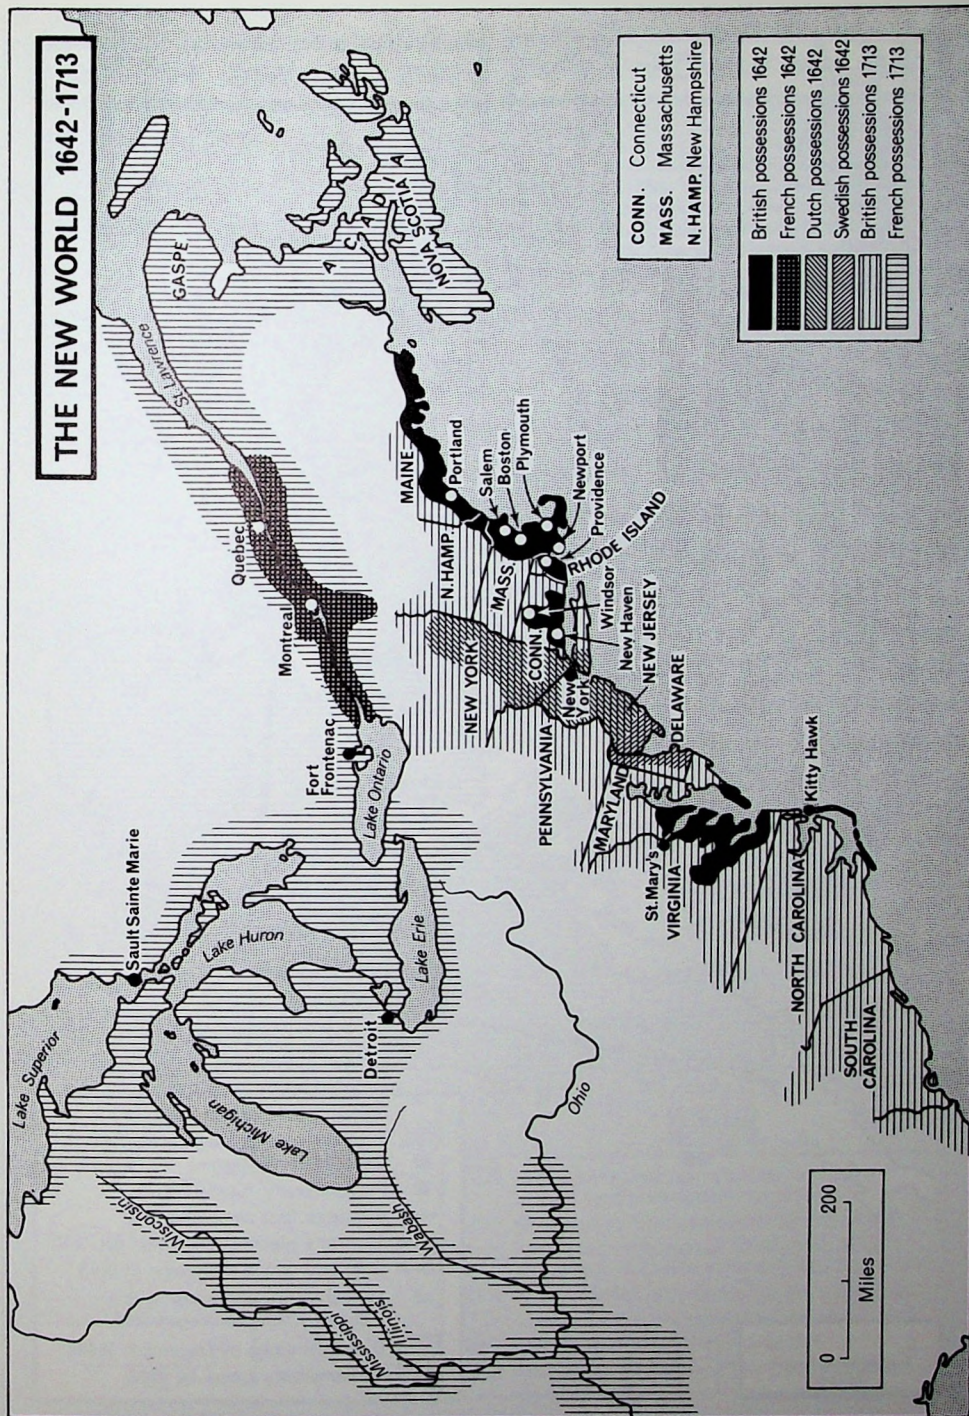 THE NEW WORLD 1642-1713
Lake Superior
Sault Sainte Marie
Lake Huron
Lake Michigan
Wisconsin
Mississippi
Illinois
Wabash
Ohio
Detroit
Lake Erie
Lake Ontario
Fort
Frontenac
Montreal
Quebec
St. Lawrence
GASPE
ACADIA
NOVA SCOTIA
MAINE
Portland
N.HAMP.
Salem
Boston
Plymouth
MASS.
Newport
Providence
RHODE ISLAND
CONN.
Windsor
New Haven
NEW YORK
New
York
NEW JERSEY
PENNSYLVANIA
DELAWARE
MARYLAND
St. Mary's
VIRGINIA
Kitty Hawk
NORTH CAROLINA
SOUTH
CAROLINA
CONN. Connecticut
MASS. Massachusetts
N.HAMP. New Hampshire
British possessions 1642
French possessions 1642
Dutch possessions 1642
Swedish possessions 1642
British possessions 1713
French possessions 1713
0 200
Miles